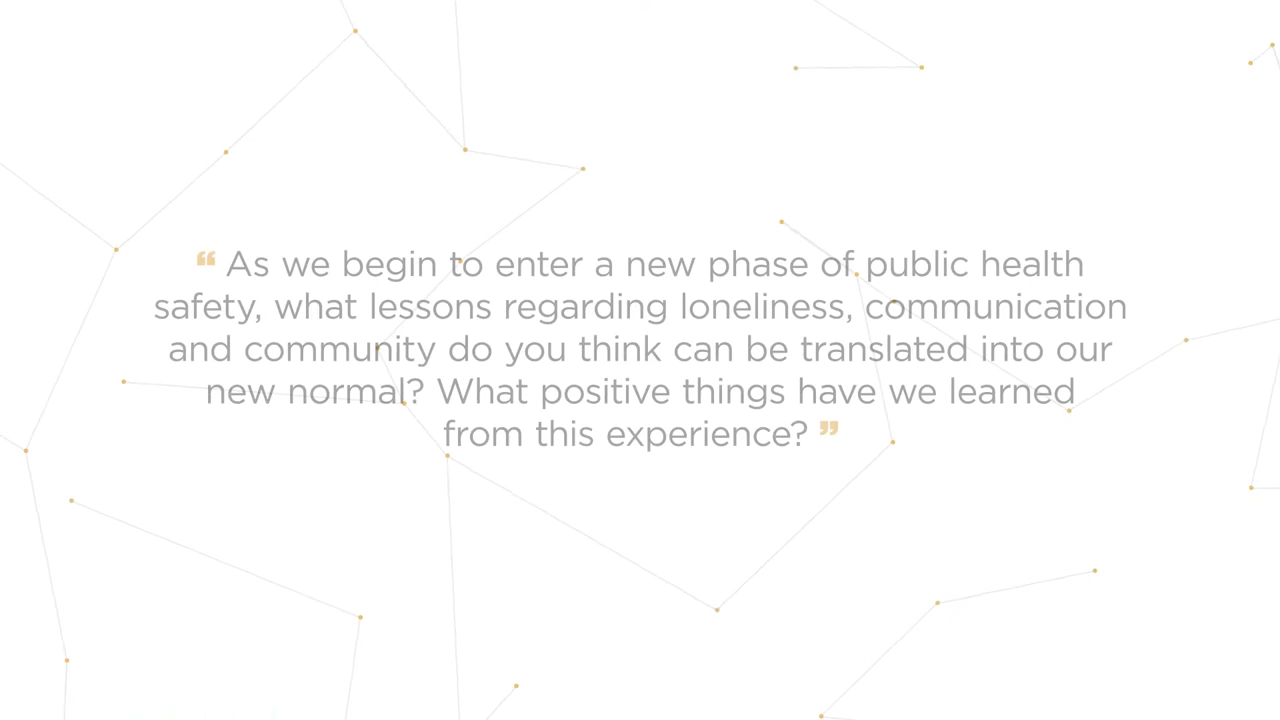 “ As we begin to enter a new phase of public health
safety, what lessons regarding loneliness, communication
and community do you think can be translated into our
new normal? What positive things have we learned
from this experience? ”